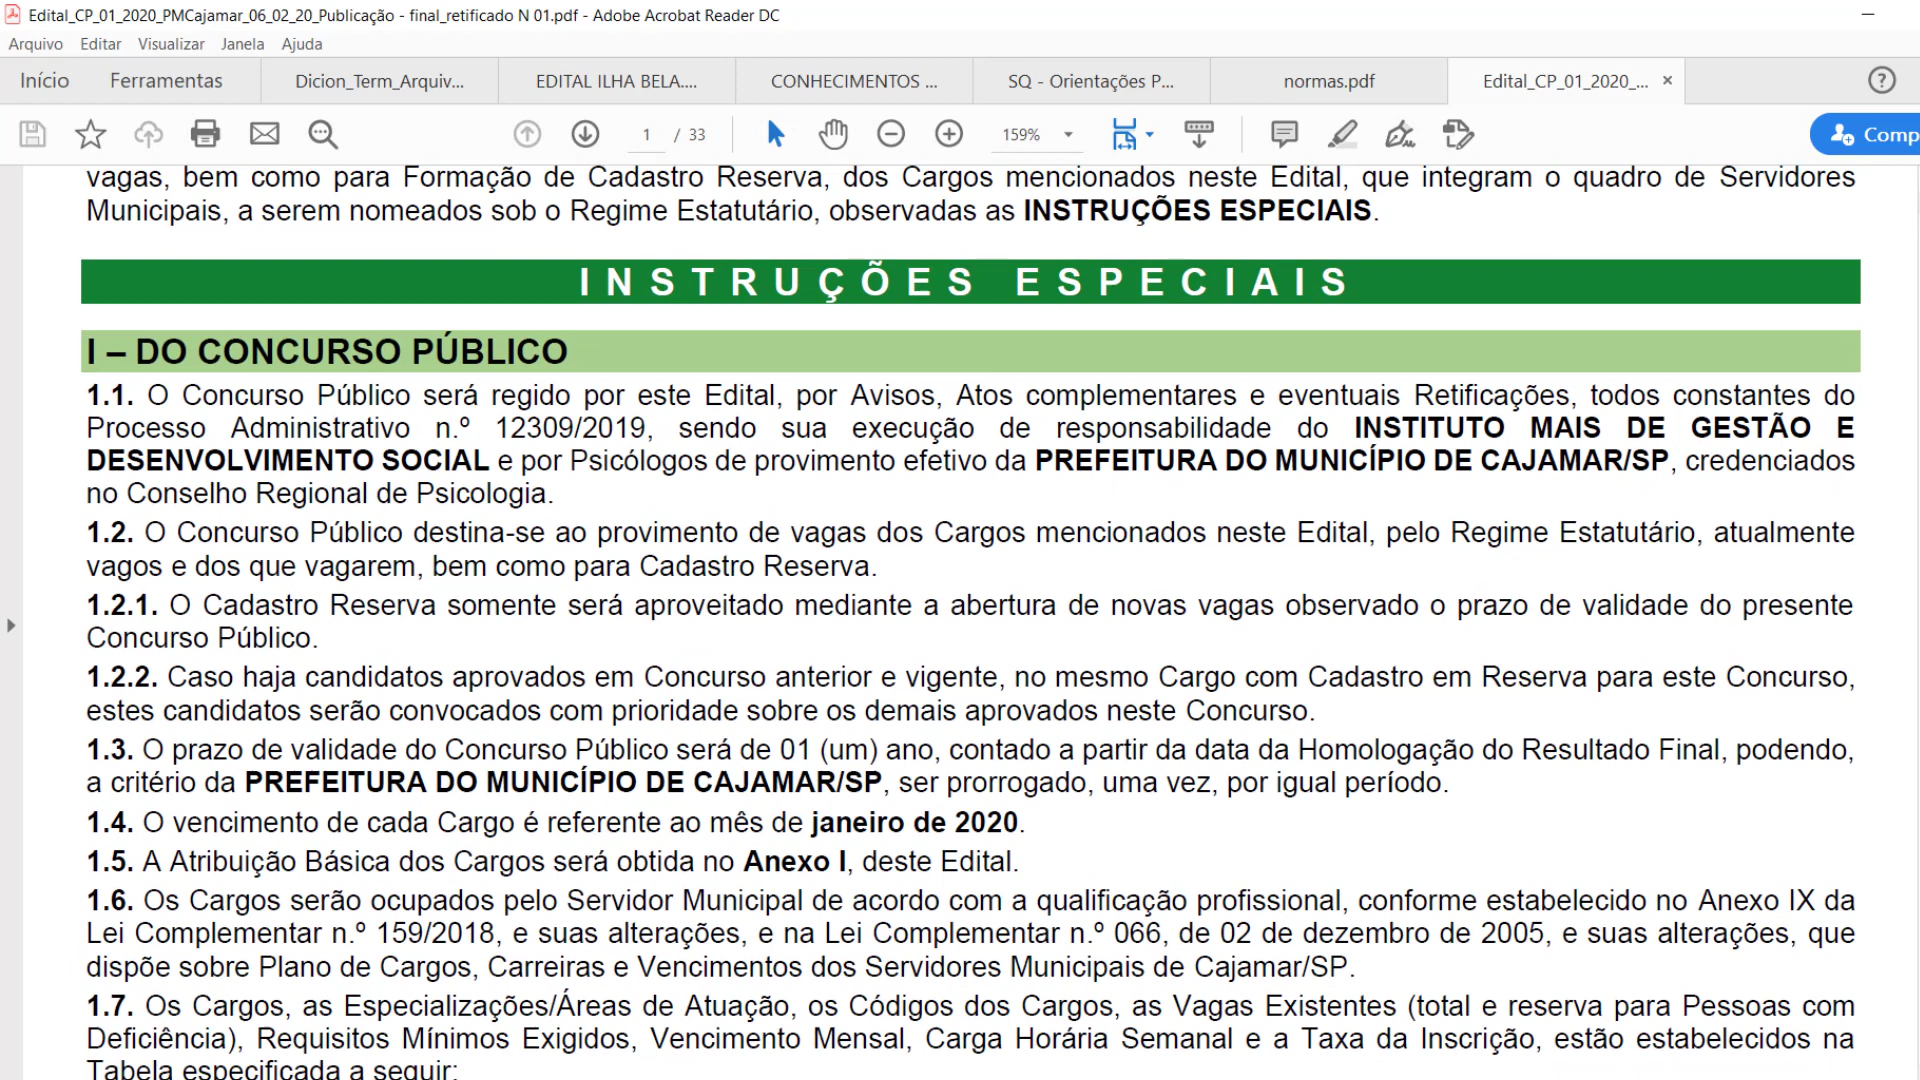 Edital_CP_01_2020_PMCajamar_06_02_20_Publicação - final_retificado N 01.pdf - Adobe Acrobat Reader DC
Arquivo Editar Visualizar Janela Ajuda
Início Ferramentas Dicion_Term_Arquiv... EDITAL ILHA BELA.... CONHECIMENTOS ... SQ - Orientações P... normas.pdf Edital_CP_01_2020_... ×
1 / 33 159% Comp
vagas, bem como para Formação de Cadastro Reserva, dos Cargos mencionados neste Edital, que integram o quadro de Servidores
Municipais, a serem nomeados sob o Regime Estatutário, observadas as INSTRUÇÕES ESPECIAIS.
INSTRUÇÕES ESPECIAIS
I – DO CONCURSO PÚBLICO
1.1. O Concurso Público será regido por este Edital, por Avisos, Atos complementares e eventuais Retificações, todos constantes do
Processo Administrativo n.º 12309/2019, sendo sua execução de responsabilidade do INSTITUTO MAIS DE GESTÃO E
DESENVOLVIMENTO SOCIAL e por Psicólogos de provimento efetivo da PREFEITURA DO MUNICÍPIO DE CAJAMAR/SP, credenciados
no Conselho Regional de Psicologia.
1.2. O Concurso Público destina-se ao provimento de vagas dos Cargos mencionados neste Edital, pelo Regime Estatutário, atualmente
vagos e dos que vagarem, bem como para Cadastro Reserva.
1.2.1. O Cadastro Reserva somente será aproveitado mediante a abertura de novas vagas observado o prazo de validade do presente
Concurso Público.
1.2.2. Caso haja candidatos aprovados em Concurso anterior e vigente, no mesmo Cargo com Cadastro em Reserva para este Concurso,
estes candidatos serão convocados com prioridade sobre os demais aprovados neste Concurso.
1.3. O prazo de validade do Concurso Público será de 01 (um) ano, contado a partir da data da Homologação do Resultado Final, podendo,
a critério da PREFEITURA DO MUNICÍPIO DE CAJAMAR/SP, ser prorrogado, uma vez, por igual período.
1.4. O vencimento de cada Cargo é referente ao mês de janeiro de 2020.
1.5. A Atribuição Básica dos Cargos será obtida no Anexo I, deste Edital.
1.6. Os Cargos serão ocupados pelo Servidor Municipal de acordo com a qualificação profissional, conforme estabelecido no Anexo IX da
Lei Complementar n.º 159/2018, e suas alterações, e na Lei Complementar n.º 066, de 02 de dezembro de 2005, e suas alterações, que
dispõe sobre Plano de Cargos, Carreiras e Vencimentos dos Servidores Municipais de Cajamar/SP.
1.7. Os Cargos, as Especializações/Áreas de Atuação, os Códigos dos Cargos, as Vagas Existentes (total e reserva para Pessoas com
Deficiência), Requisitos Mínimos Exigidos, Vencimento Mensal, Carga Horária Semanal e a Taxa da Inscrição, estão estabelecidos na
Tabela especificada a seguir: